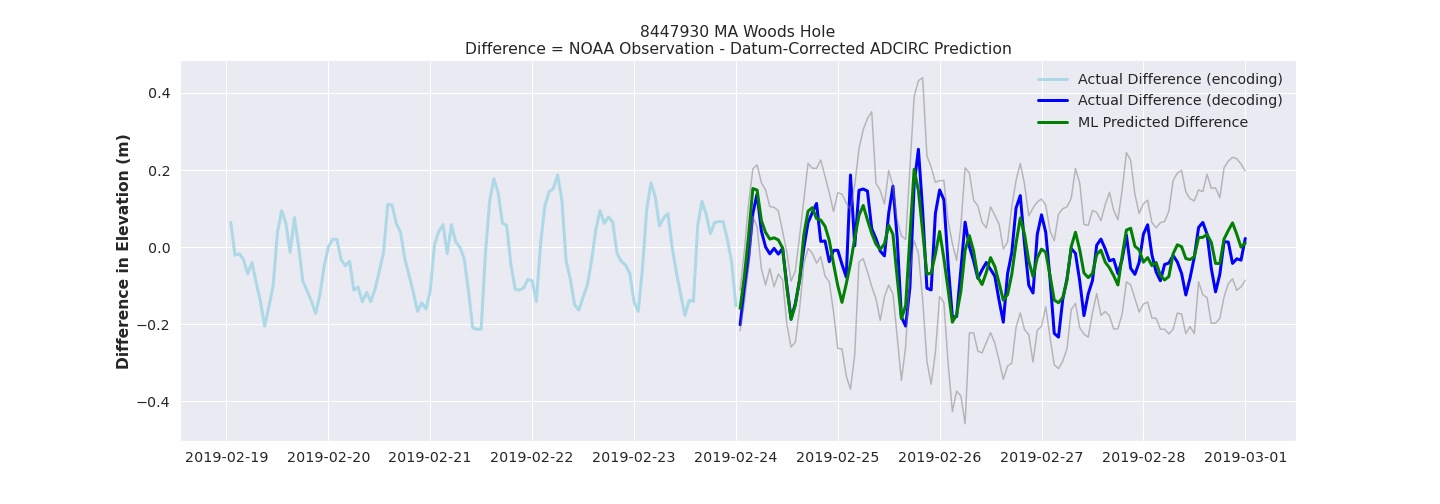 8447930 MA Woods Hole
Difference = NOAA Observation - Datum-Corrected ADCIRC Prediction
Difference in Elevation (m)
0.4
0.2
0.0
−0.2
−0.4
Actual Difference (encoding)
Actual Difference (decoding)
ML Predicted Difference
2019-02-19 2019-02-20 2019-02-21 2019-02-22 2019-02-23 2019-02-24 2019-02-25 2019-02-26 2019-02-27 2019-02-28 2019-03-01